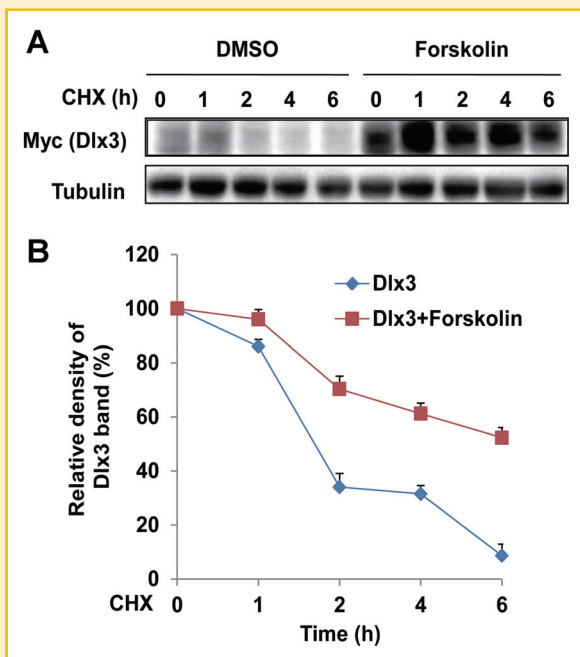 A
DMSO Forskolin
CHX (h) 0 1 2 4 6 0 1 2 4 6
Myc (Dlx3)
Tubulin
B
120
100
80
60
40
20
0
Relative density of
Dlx3 band (%)
Dlx3
Dlx3+Forskolin
CHX 0 1 2 4 6
Time (h)